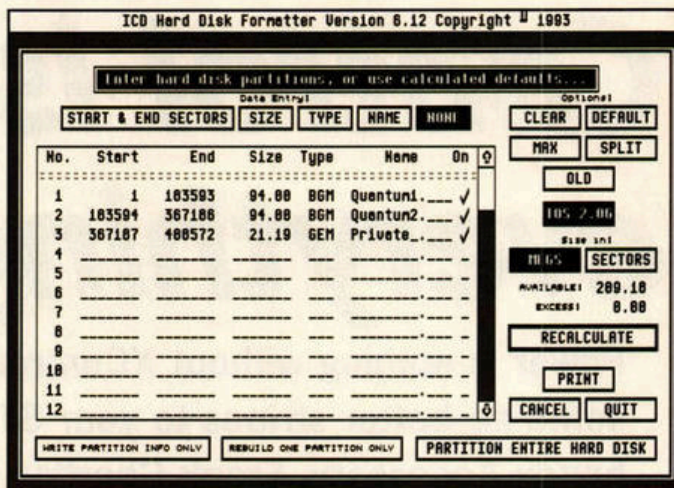 ICD Hard Disk Formatter Version 6.12 Copyright 1993
Enter hard disk partitions, or use calculated defaults...
Data Entry: Options:
START & END SECTORS SIZE TYPE NAME NONE CLEAR DEFAULT
MAX SPLIT
No. Start End Size Type Name On
OLD
1 1 183593 94.00 BGM Quantum1.___ ✓
2 183594 367186 94.00 BGM Quantum2.___ ✓
TOS 2.06
3 367187 408572 21.19 GEM Private_.___ ✓
Size in:
4
MEGS SECTORS
5
AVAILABLE: 209.18
6
EXCESS: 0.00
7
8
RECALCULATE
9
10
PRINT
11
12
CANCEL QUIT
WRITE PARTITION INFO ONLY REBUILD ONE PARTITION ONLY PARTITION ENTIRE HARD DISK